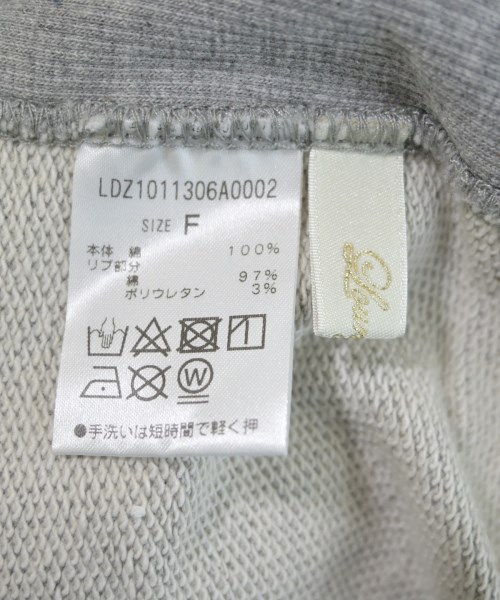 LDZ1011306A0002
SIZE F
本体 綿 100%
リブ部分
綿 97%
ポリウレタン 3%
W
●手洗いは短時間で軽く押